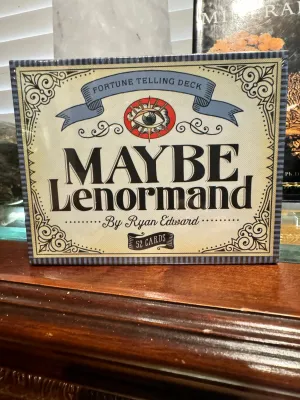 FORTUNE TELLING DECK
MAYBE
Lenormand
By Ryan Edward
52 CARDS